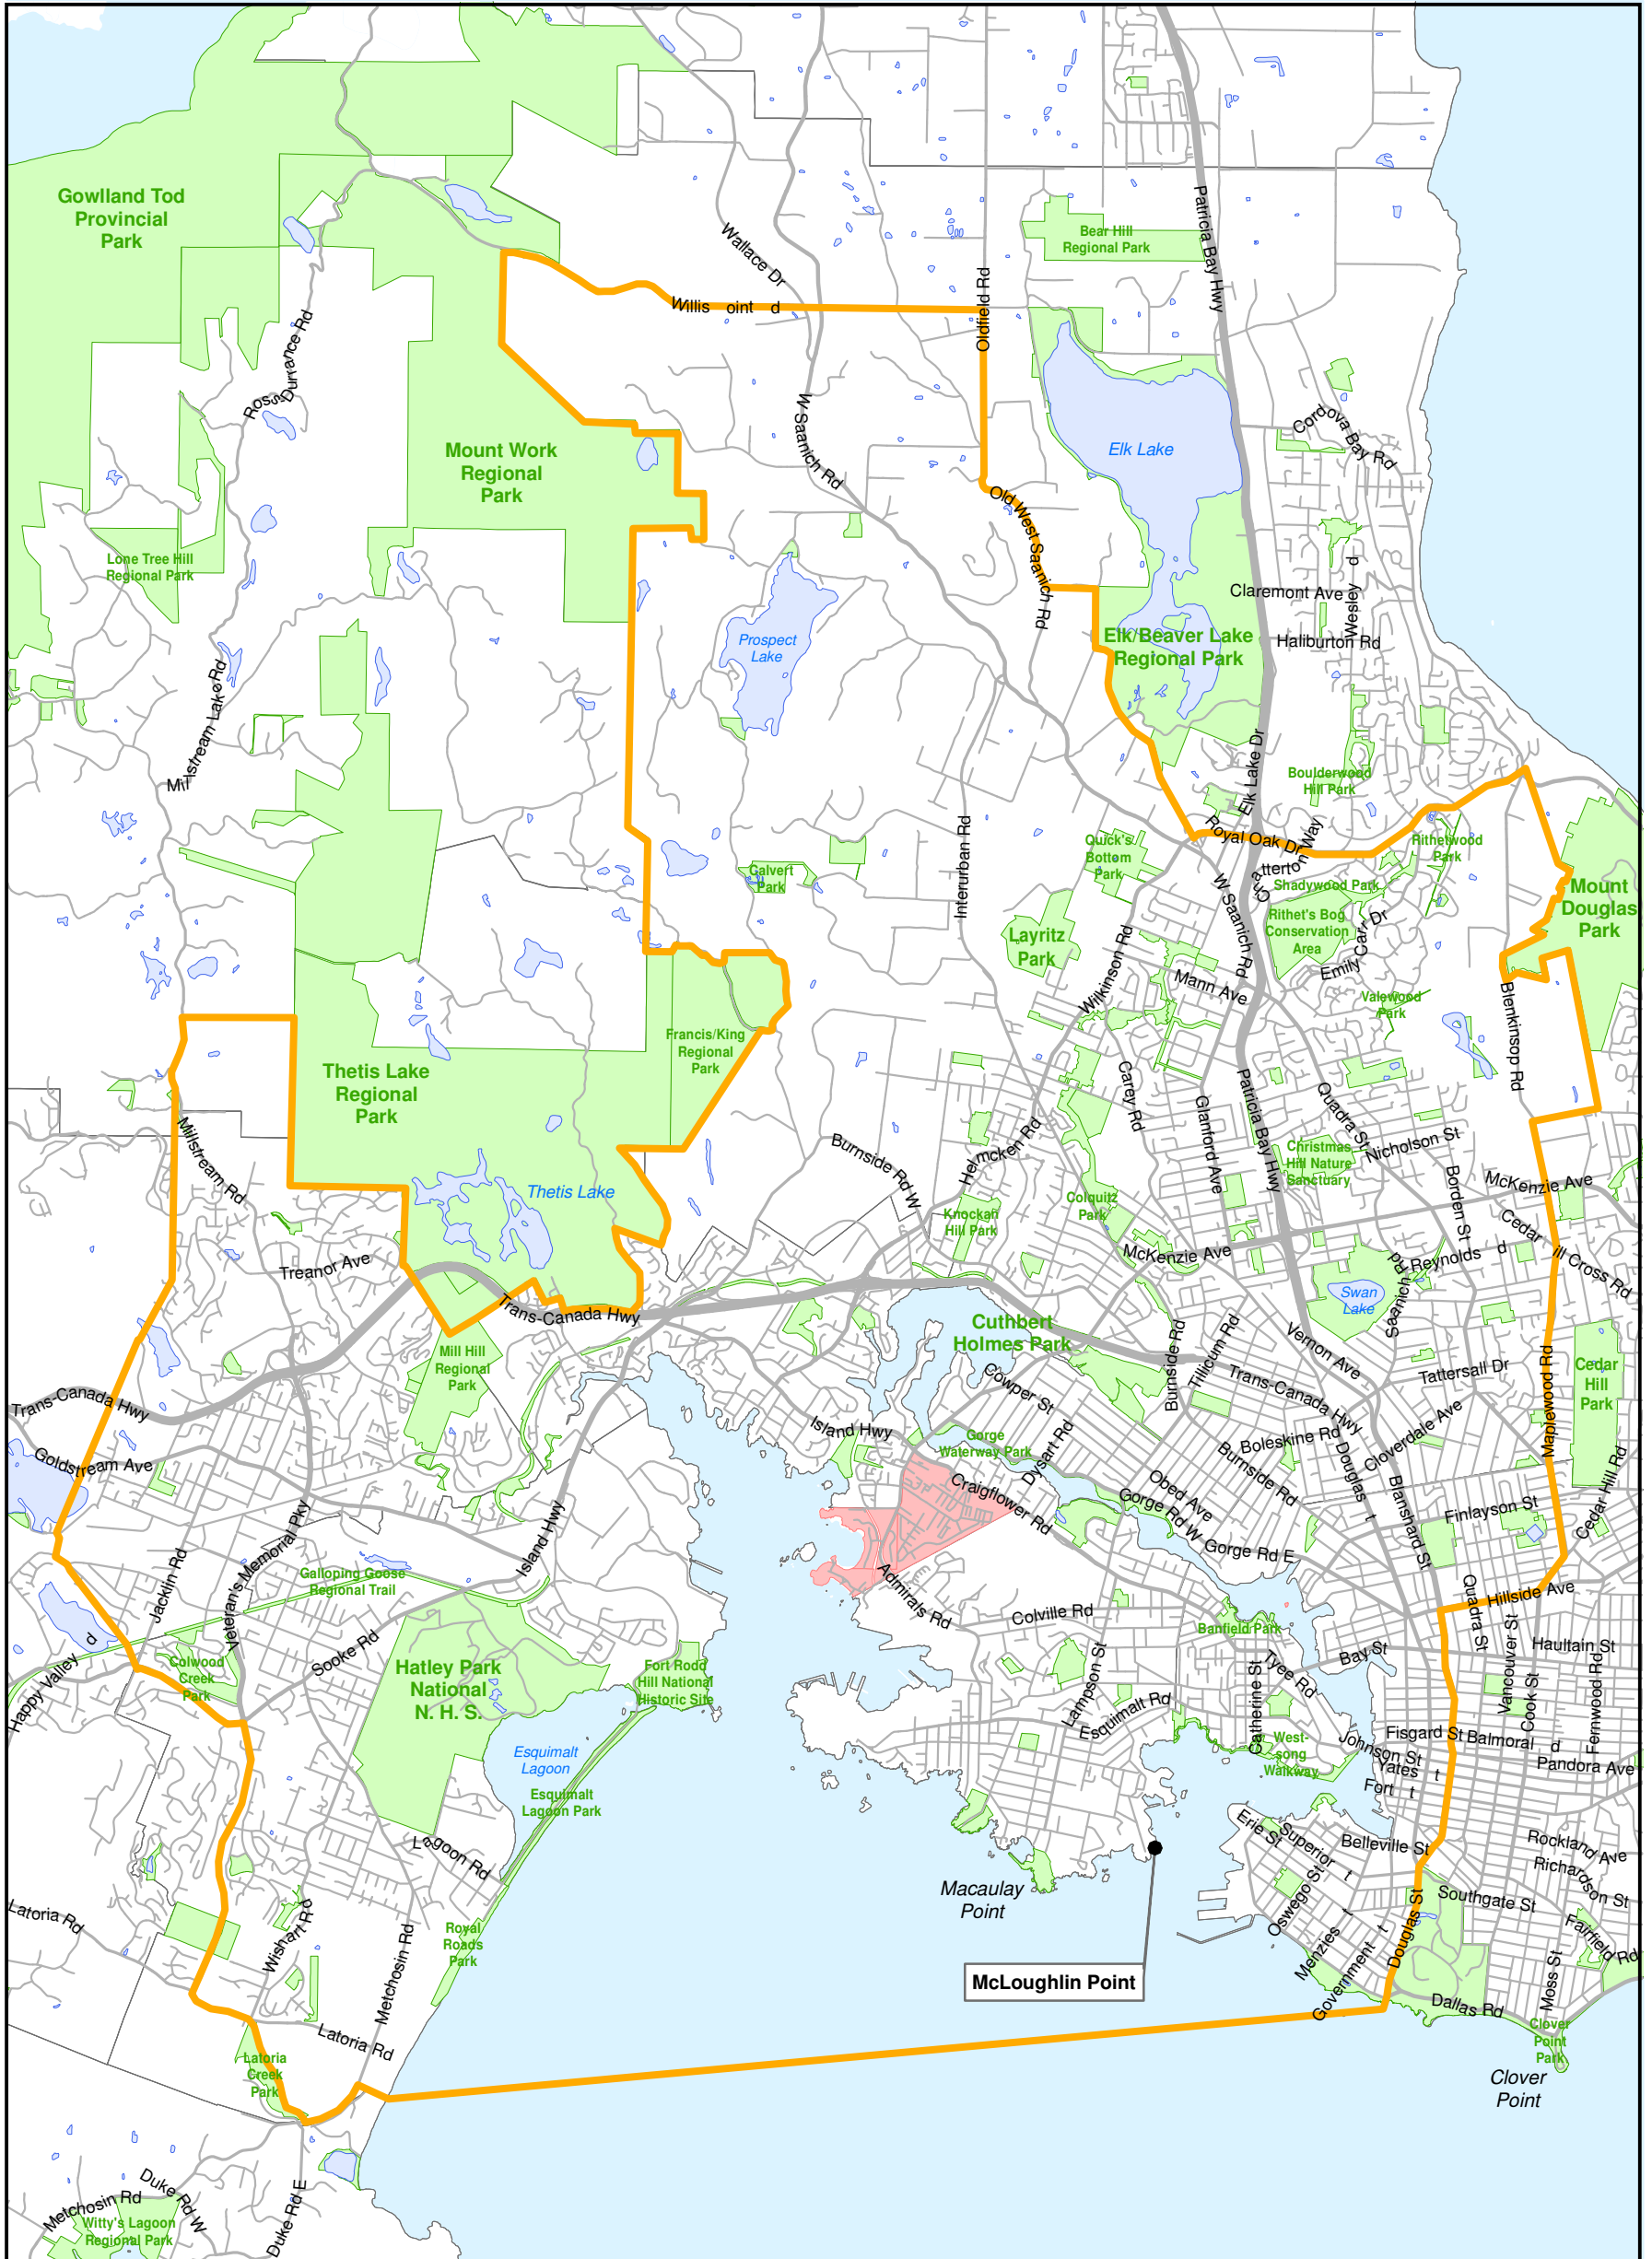 Gowlland Tod
Provincial
Park
Bear Hill
Regional Park
Patricia Bay Hwy
Wallace Dr
Willis oint d
Oldfield Rd
Ross
Durrance Rd
W Saanich Rd
Cordova Bay Rd
Elk Lake
Mount Work
Regional
Park
Old West Saanich Rd
Lone Tree Hill
Regional Park
Claremont Ave
Wesley d
Haliburton Rd
Prospect
Lake
Elk/Beaver Lake
Regional Park
Millstream Lake Rd
Elk Lake Dr
Boulderwood
Hill Park
Royal Oak Dr
Rithetwood
Park
Quick's
Bottom
Park
Interurban Rd
Calvert
Park
Shadywood Park
Mount
Douglas
Park
Rithet's Bog
Conservation
Area
Layritz
Park
W Saanich Rd
Emily Carr Dr
Wilkinson Rd
Mann Ave
Valewood
Park
Blenkinsop Rd
Francis/King
Regional
Park
Thetis Lake
Regional
Park
Carey Rd
Glanford Ave
Patricia Bay Hwy
Quadra St
Nicholson St
Millstream Rd
Burnside Rd W
Helmcken Rd
Christmas
Hill Nature
Sanctuary
Borden St
McKenzie Ave
Thetis Lake
Knockan
Hill Park
Colquitz
Park
McKenzie Ave
Cedar ill Cross Rd
Treanor Ave
Reynolds d
Saanich Rd
Swan
Lake
Trans-Canada Hwy
Cuthbert
Holmes Park
Mill Hill
Regional
Park
Burnside Rd
Tillicum Rd
Vernon Ave
Tattersall Dr
Maplewood Rd
Cedar
Hill
Park
Trans-Canada Hwy
Trans-Canada Hwy
Cowper St
Island Hwy
Gorge
Waterway Park
Dysart Rd
Boleskine Rd
Cloverdale Ave
Goldstream Ave
Craigflower Rd
Obed Ave
Burnside Rd
Douglas t
Blanshard St
Finlayson St
Cedar Hill Rd
Gorge Rd W
Gorge Rd E
Island Hwy
Veteran's Memorial Pky
Jacklin Rd
Galloping Goose
Regional Trail
Admirals Rd
Colville Rd
Banfield Park
Quadra St
Hillside Ave
Vancouver St
Haultain St
Happy Valley d
Colwood
Creek
Park
Sooke Rd
Hatley Park
National
N. H. S.
Fort Rodd
Hill National
Historic Site
Lampson St
Esquimalt Rd
Catherine St
Tyee Rd
Bay St
Cook St
Fernwood Rd
Esquimalt
Lagoon
West-
song
Walkway
Fisgard St
Balmoral d
Johnson St
Yates t
Pandora Ave
Fort t
Esquimalt
Lagoon Park
Lagoon Rd
Erie St
Superior t
Belleville St
Rockland Ave
Richardson St
Macaulay
Point
Oswego St
Southgate St
Fairfield Rd
Latoria Rd
Wishart Rd
Royal
Roads
Park
Metchosin Rd
Menzies t
Government t
Douglas St
Moss St
McLoughlin Point
Dallas Rd
Latoria Rd
Clover
Point
Park
Latoria
Creek
Park
Clover
Point
Duke Rd W
Metchosin Rd
Duke Rd E
Witty's Lagoon
Regional Park